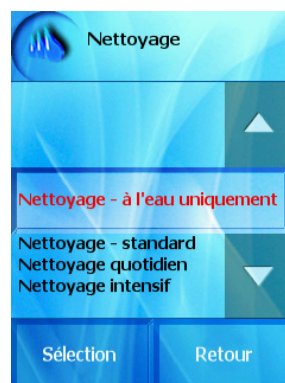 Nettoyage
Nettoyage - à l'eau uniquement
Nettoyage - standard
Nettoyage quotidien
Nettoyage intensif
Sélection
Retour